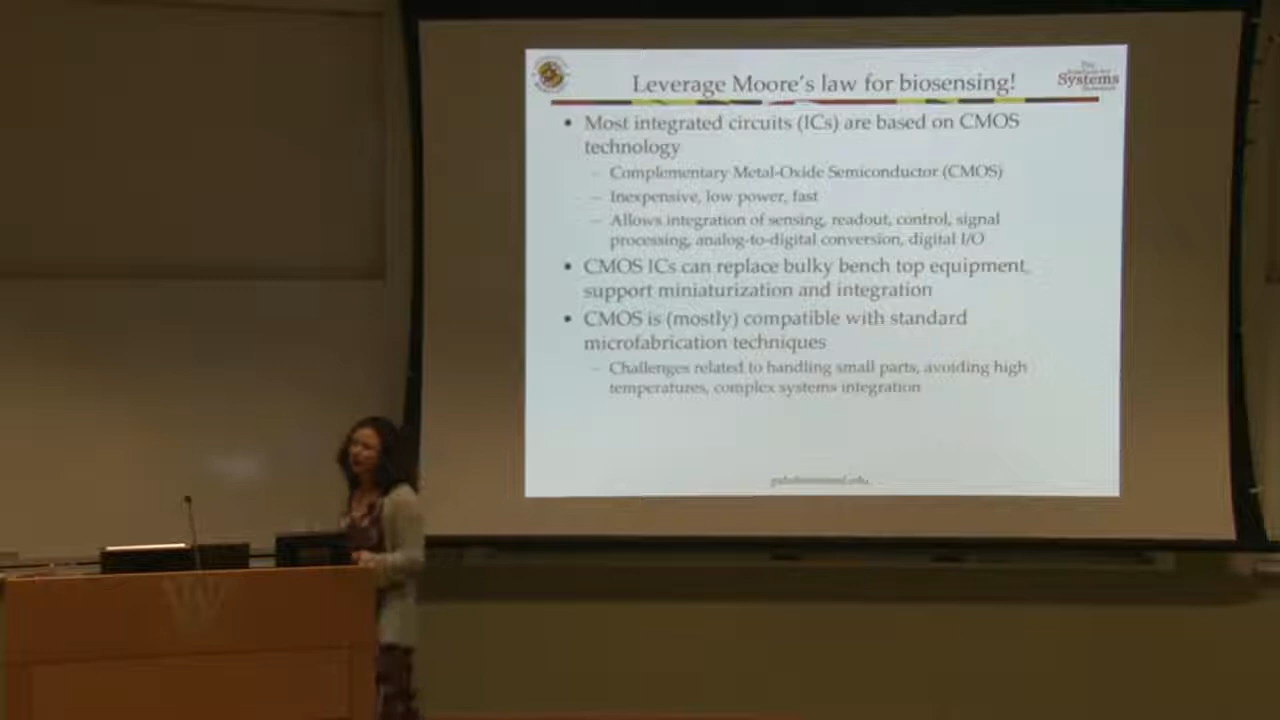 Leverage Moore's law for biosensing!
The
Systems
• Most integrated circuits (ICs) are based on CMOS
technology
– Complementary Metal-Oxide Semiconductor (CMOS)
– Inexpensive, low power, fast
– Allows integration of sensing, readout, control, signal
processing, analog-to-digital conversion, digital I/O
• CMOS ICs can replace bulky bench top equipment,
support miniaturization and integration
• CMOS is (mostly) compatible with standard
microfabrication techniques
– Challenges related to handling small parts, avoiding high
temperatures, complex systems integration
W